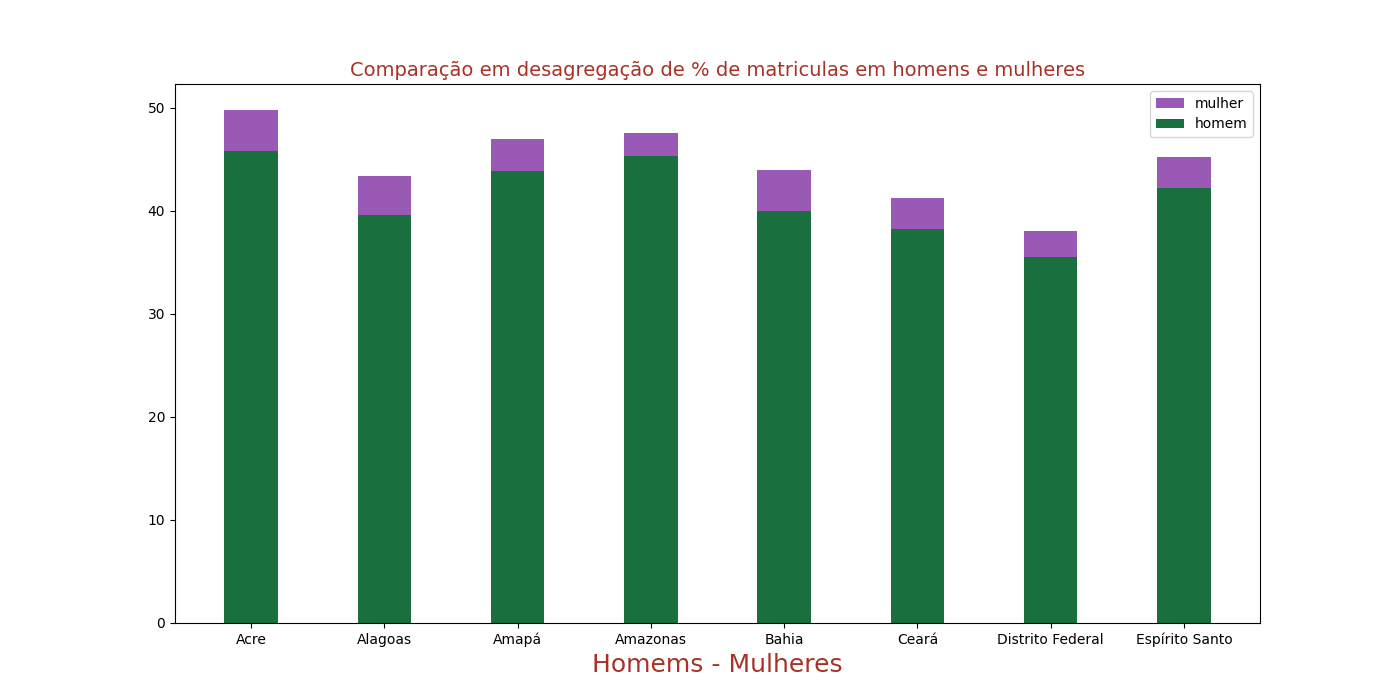 Comparação em desagregação de % de matriculas em homens e mulheres
mulher
homem
50
40
30
20
10
0
Acre Alagoas Amapá Amazonas Bahia Ceará Distrito Federal Espírito Santo
Homems - Mulheres